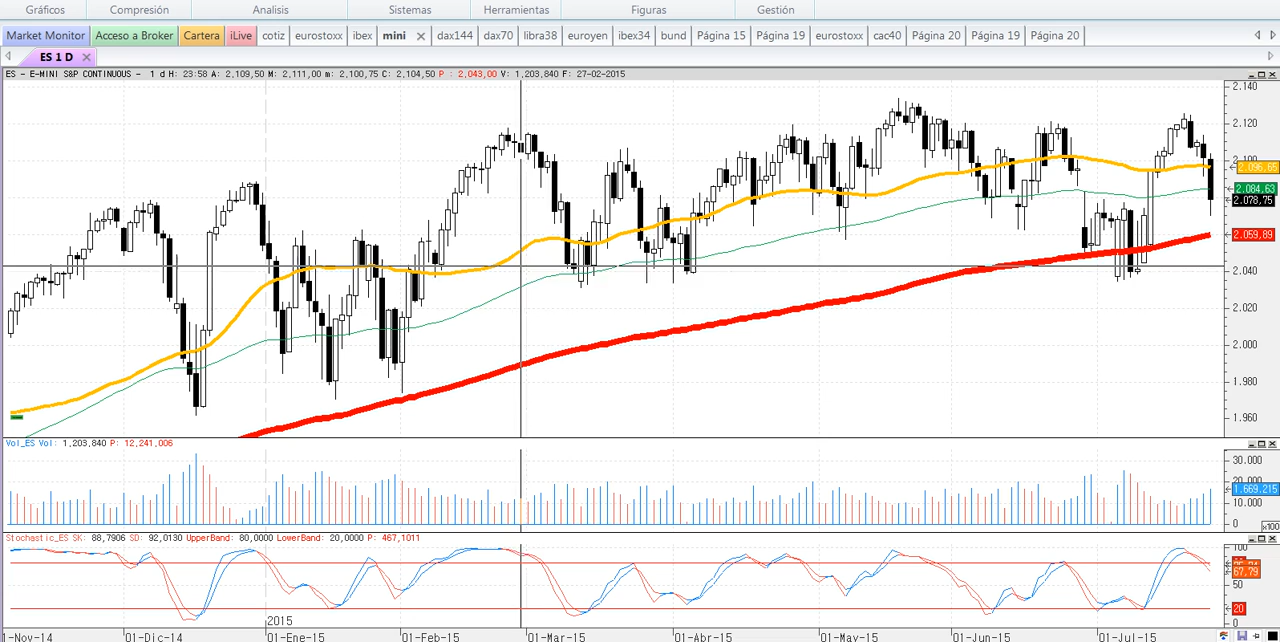 Gráficos Compresión Analisis Sistemas Herramientas Figuras Gestión
Market Monitor Acceso a Broker Cartera iLive cotiz eurostoxx ibex mini dax144 dax70 libra38 euroyen ibex34 bund Página 15 Página 19 eurostoxx cac40 Página 20 Página 19 Página 20
ES 1 D
ES - E-MINI S&P CONTINUOUS - 1 d H: 23:58 A: 2,109,50 M: 2,111,00 m: 2,100,75 C: 2,104,50 P : 2,043,00 V: 1,203,840 F: 27-02-2015
2.140
2.120
2.100
2.096,65
2.084,63
2.078,75
2.059,89
2.040
2.020
2.000
1.980
1.960
Vol_ES Vol: 1,203,840 P: 12,241,006
30.000
20.000
1.669.215
10.000
0
x100
Stochastic_ES SK: 88,7906 SD: 92,0130 UpperBand: 80,0000 LowerBand: 20,0000 P: 467,1011
100
67,79
50
20
0
2015
-Nov-14 01-Dic-14 01-Ene-15 01-Feb-15 01-Mar-15 01-Abr-15 01-May-15 01-Jun-15 01-Jul-15